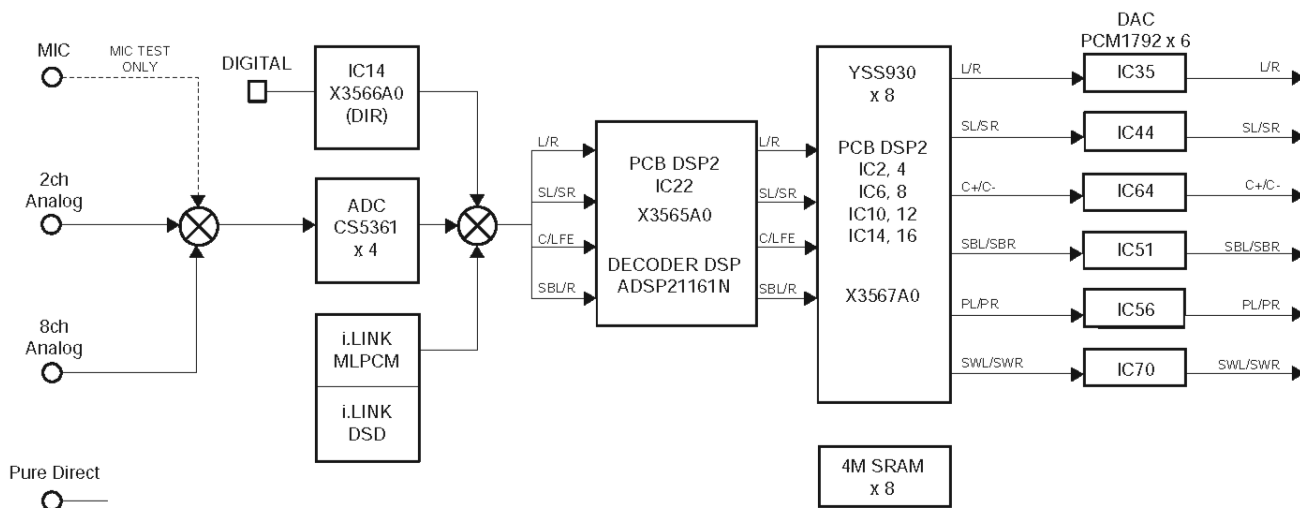 MIC
MIC TEST
ONLY
2ch
Analog
8ch
Analog
Pure Direct
DIGITAL
IC14
X3566A0
(DIR)
ADC
CS5361
x 4
i.LINK
MLPCM
i.LINK
DSD
L/R
SL/SR
C/LFE
SBL/R
PCB DSP2
IC22
X3565A0
DECODER DSP
ADSP21161N
L/R
SL/SR
C/LFE
SBL/R
YSS930
x 8
PCB DSP2
IC2, 4
IC6, 8
IC10, 12
IC14, 16
X3567A0
4M SRAM
x 8
DAC
PCM1792 x 6
L/R
IC35
L/R
SL/SR
IC44
SL/SR
C+/C-
IC64
C+/C-
SBL/SBR
IC51
SBL/SBR
PL/PR
IC56
PL/PR
SWL/SWR
IC70
SWL/SWR